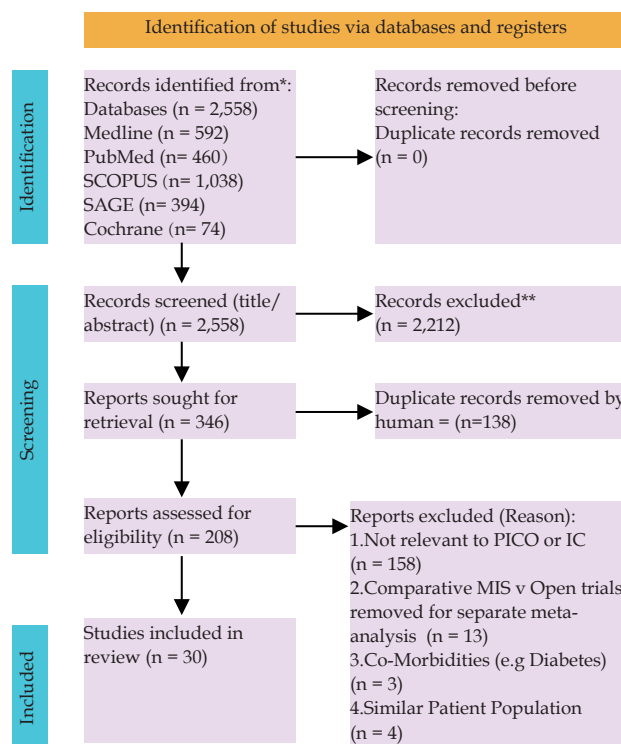 Identification of studies via databases and registers
Identification
Records identified from*:
Databases (n = 2,558)
Medline (n = 592)
PubMed (n= 460)
SCOPUS (n= 1,038)
SAGE (n= 394)
Cochrane (n= 74)
Records removed before
screening:
Duplicate records removed
(n = 0)
Screening
Records screened (title/
abstract) (n = 2,558)
Records excluded**
(n = 2,212)
Reports sought for
retrieval (n = 346)
Duplicate records removed by
human = (n=138)
Reports assessed for
eligibility (n = 208)
Reports excluded (Reason):
1.Not relevant to PICO or IC
(n = 158)
2.Comparative MIS v Open trials
removed for separate meta-
analysis (n = 13)
3.Co-Morbidities (e.g Diabetes)
(n = 3)
4.Similar Patient Population
(n = 4)
Included
Studies included in
review (n = 30)